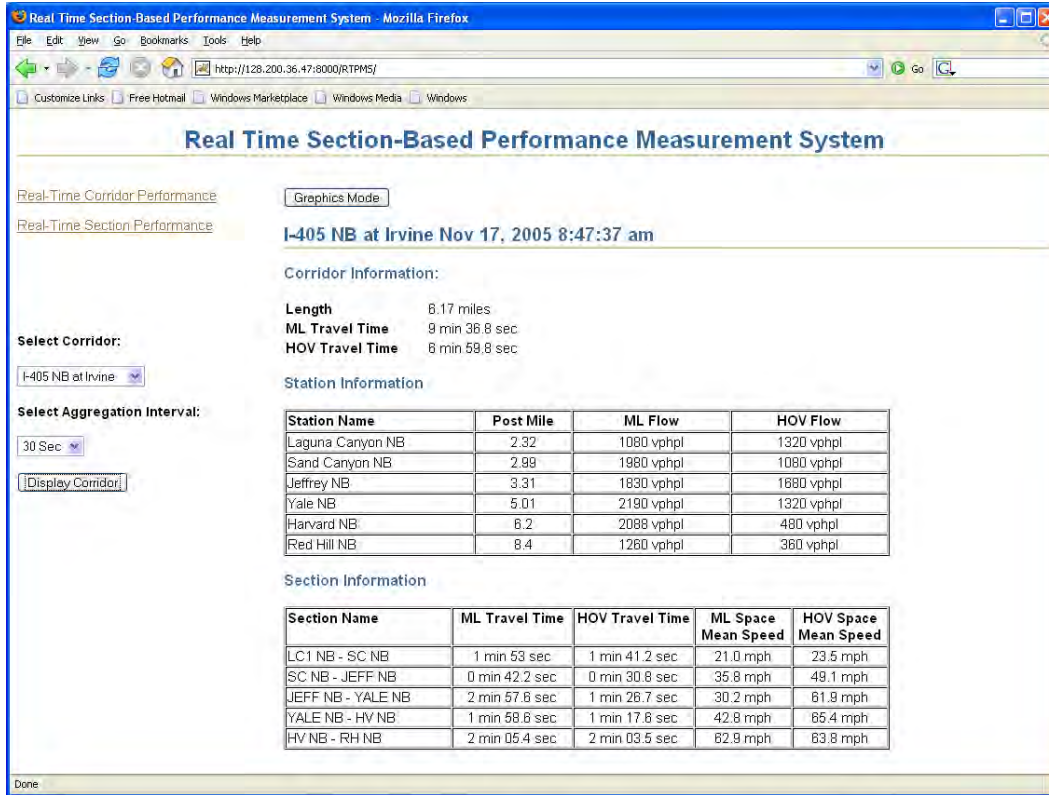 Real Time Section-Based Performance Measurement System - Mozilla Firefox
File Edit View Go Bookmarks Tools Help
http://128.200.36.47:8000/RTPMS/ Go
Customize Links Free Hotmail Windows Marketplace Windows Media Windows
Real Time Section-Based Performance Measurement System
Real-Time Corridor Performance
Real-Time Section Performance
Select Corridor:
I-405 NB at Irvine
Select Aggregation Interval:
30 Sec
Display Corridor
Graphics Mode
I-405 NB at Irvine Nov 17, 2005 8:47:37 am
Corridor Information:
Length 6.17 miles
ML Travel Time 9 min 36.8 sec
HOV Travel Time 6 min 59.8 sec
Station Information
Station Name Post Mile ML Flow HOV Flow
Laguna Canyon NB 2.32 1080 vphpl 1320 vphpl
Sand Canyon NB 2.99 1980 vphpl 1080 vphpl
Jeffrey NB 3.31 1830 vphpl 1680 vphpl
Yale NB 5.01 2190 vphpl 1320 vphpl
Harvard NB 6.2 2088 vphpl 480 vphpl
Red Hill NB 8.4 1260 vphpl 360 vphpl
Section Information
Section Name ML Travel Time HOV Travel Time ML Space Mean Speed HOV Space Mean Speed
LC1 NB - SC NB 1 min 53 sec 1 min 41.2 sec 21.0 mph 23.5 mph
SC NB - JEFF NB 0 min 42.2 sec 0 min 30.8 sec 35.8 mph 49.1 mph
JEFF NB - YALE NB 2 min 57.6 sec 1 min 26.7 sec 30.2 mph 61.9 mph
YALE NB - HV NB 1 min 58.6 sec 1 min 17.6 sec 42.8 mph 65.4 mph
HV NB - RH NB 2 min 05.4 sec 2 min 03.5 sec 62.9 mph 63.8 mph
Done